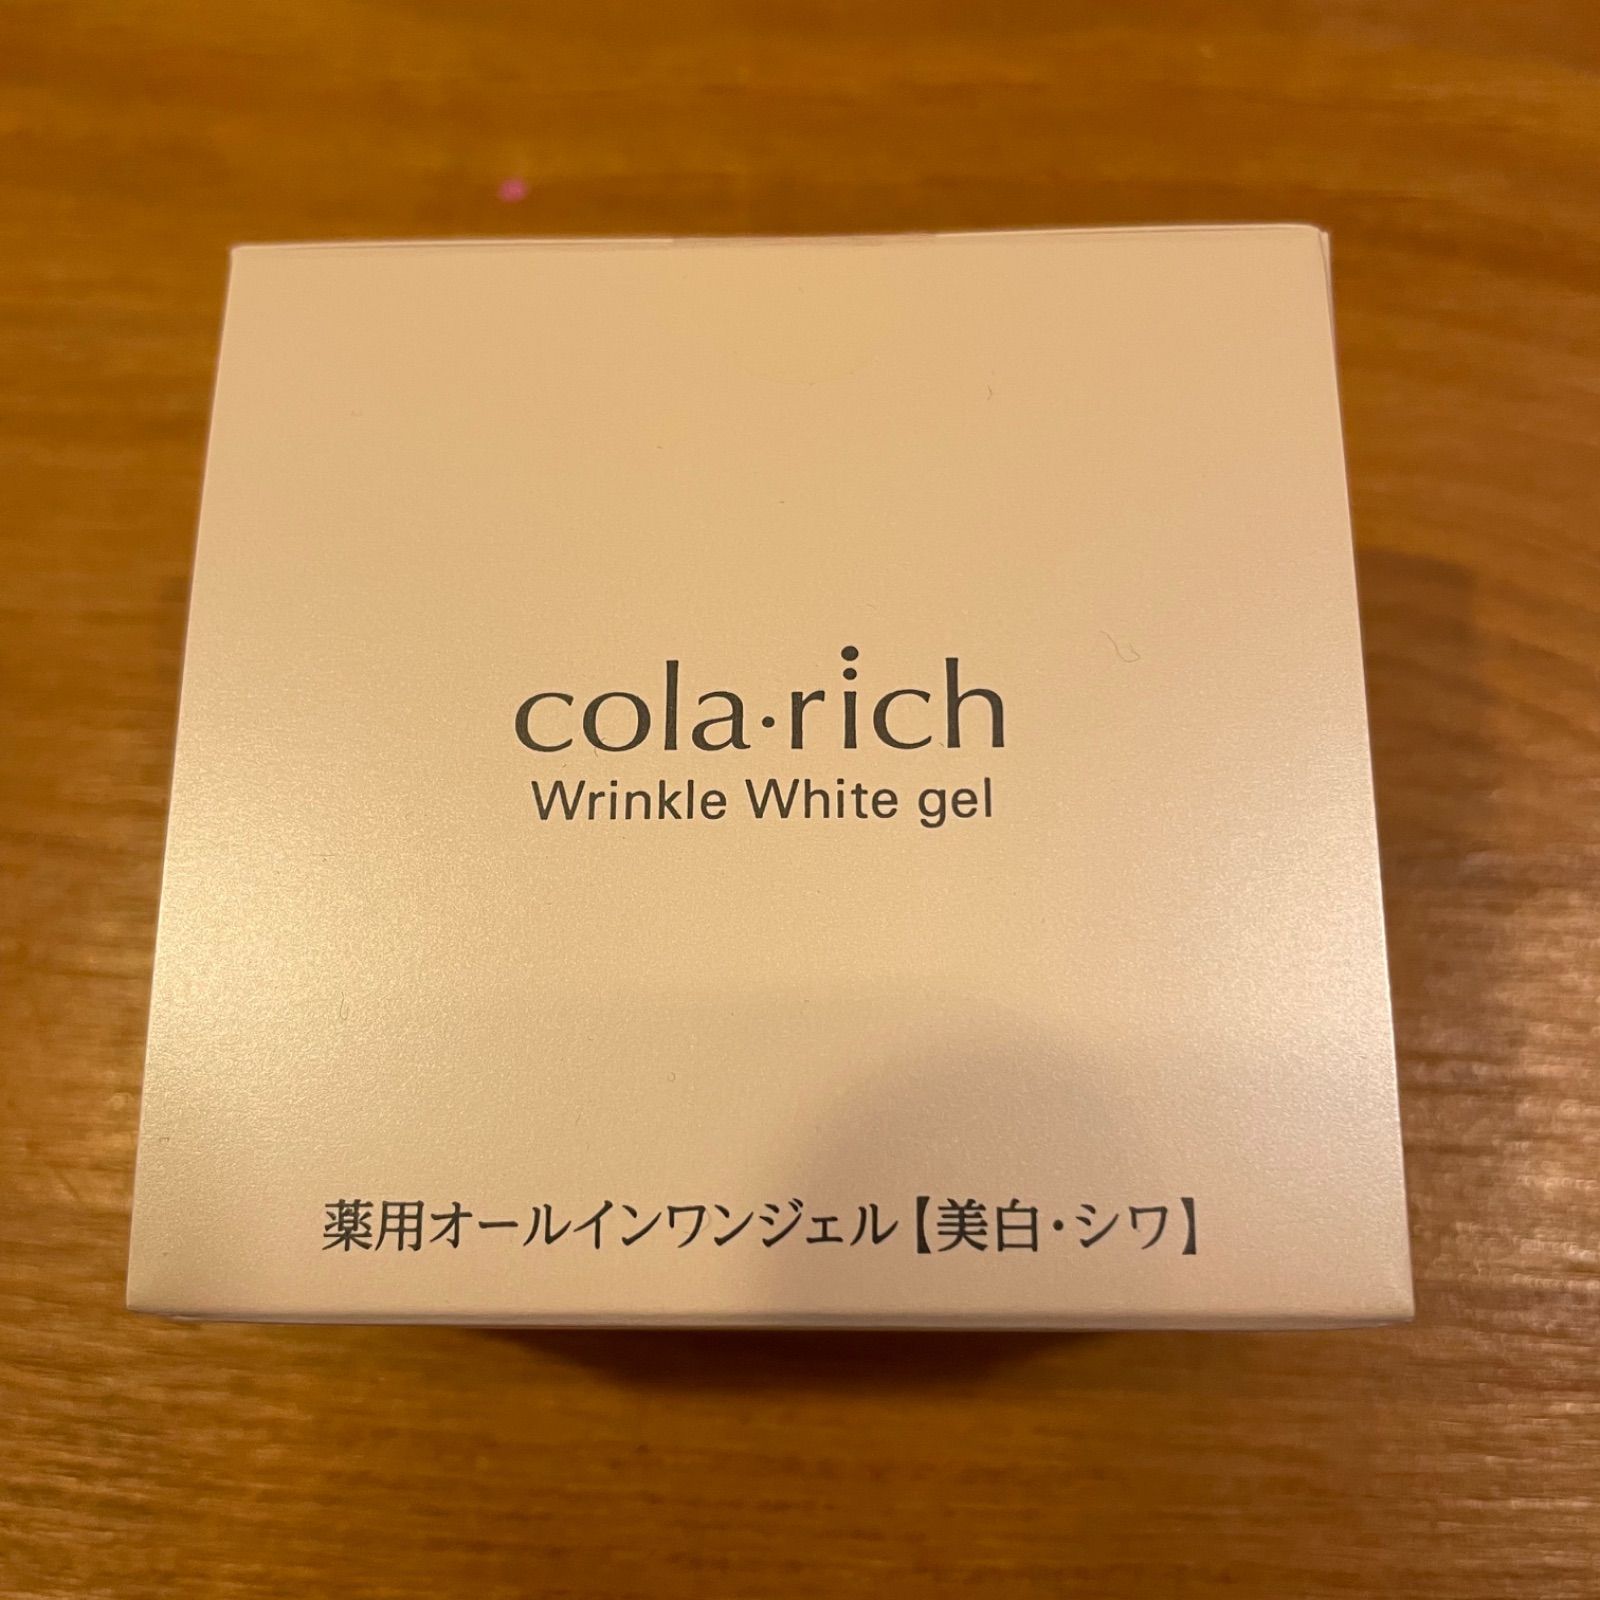 cola·rich
Wrinkle White gel
薬用オールインワンジェル【美白・シワ】